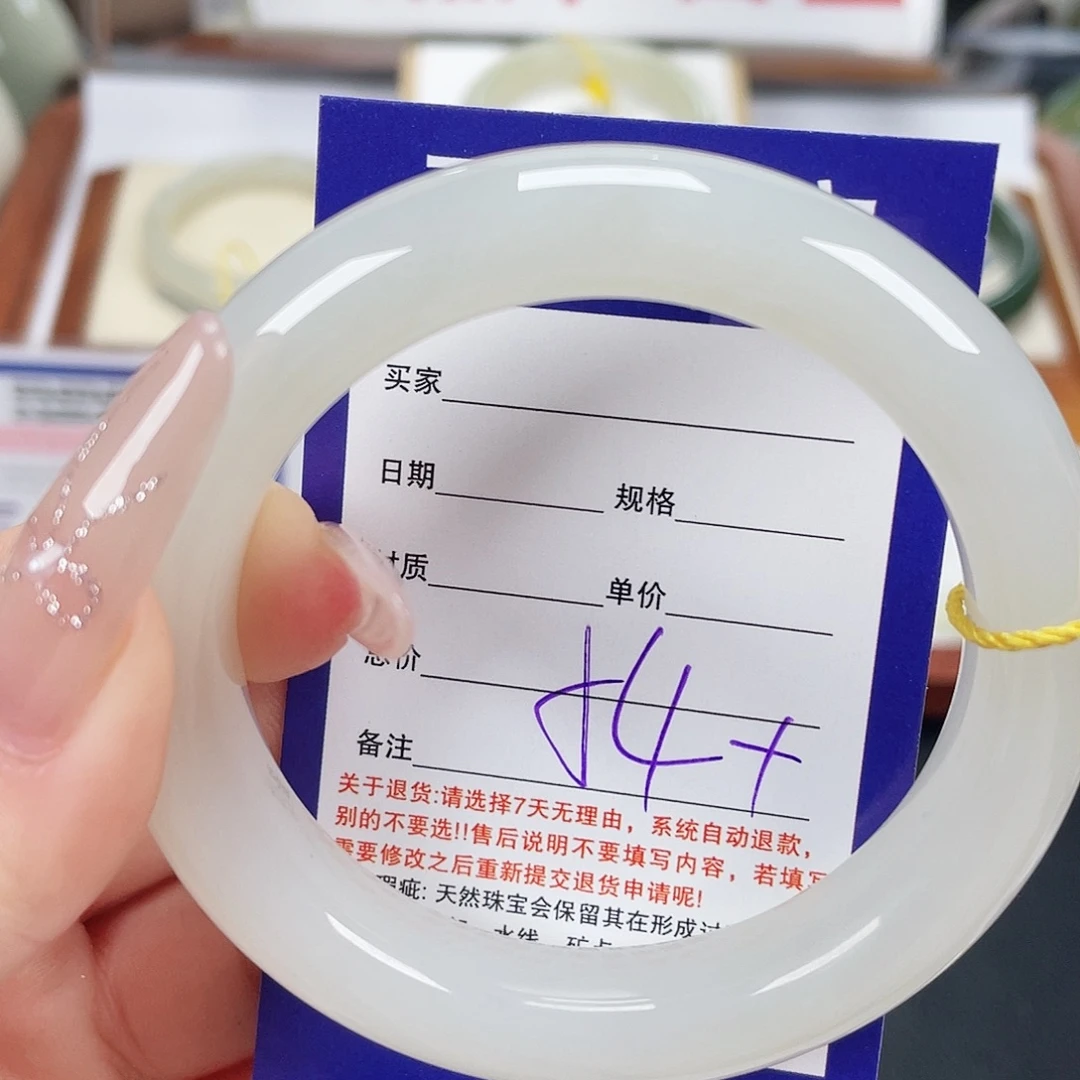 买家
日期 规格
材质 单价
总价
54+
备注
关于退货:请选择7天无理由，系统自动退款，
别的不要选!!售后说明不要填写内容，若填写
需要修改之后重新提交退货申请呢!
瑕疵: 天然珠宝会保留其在形成过
水线